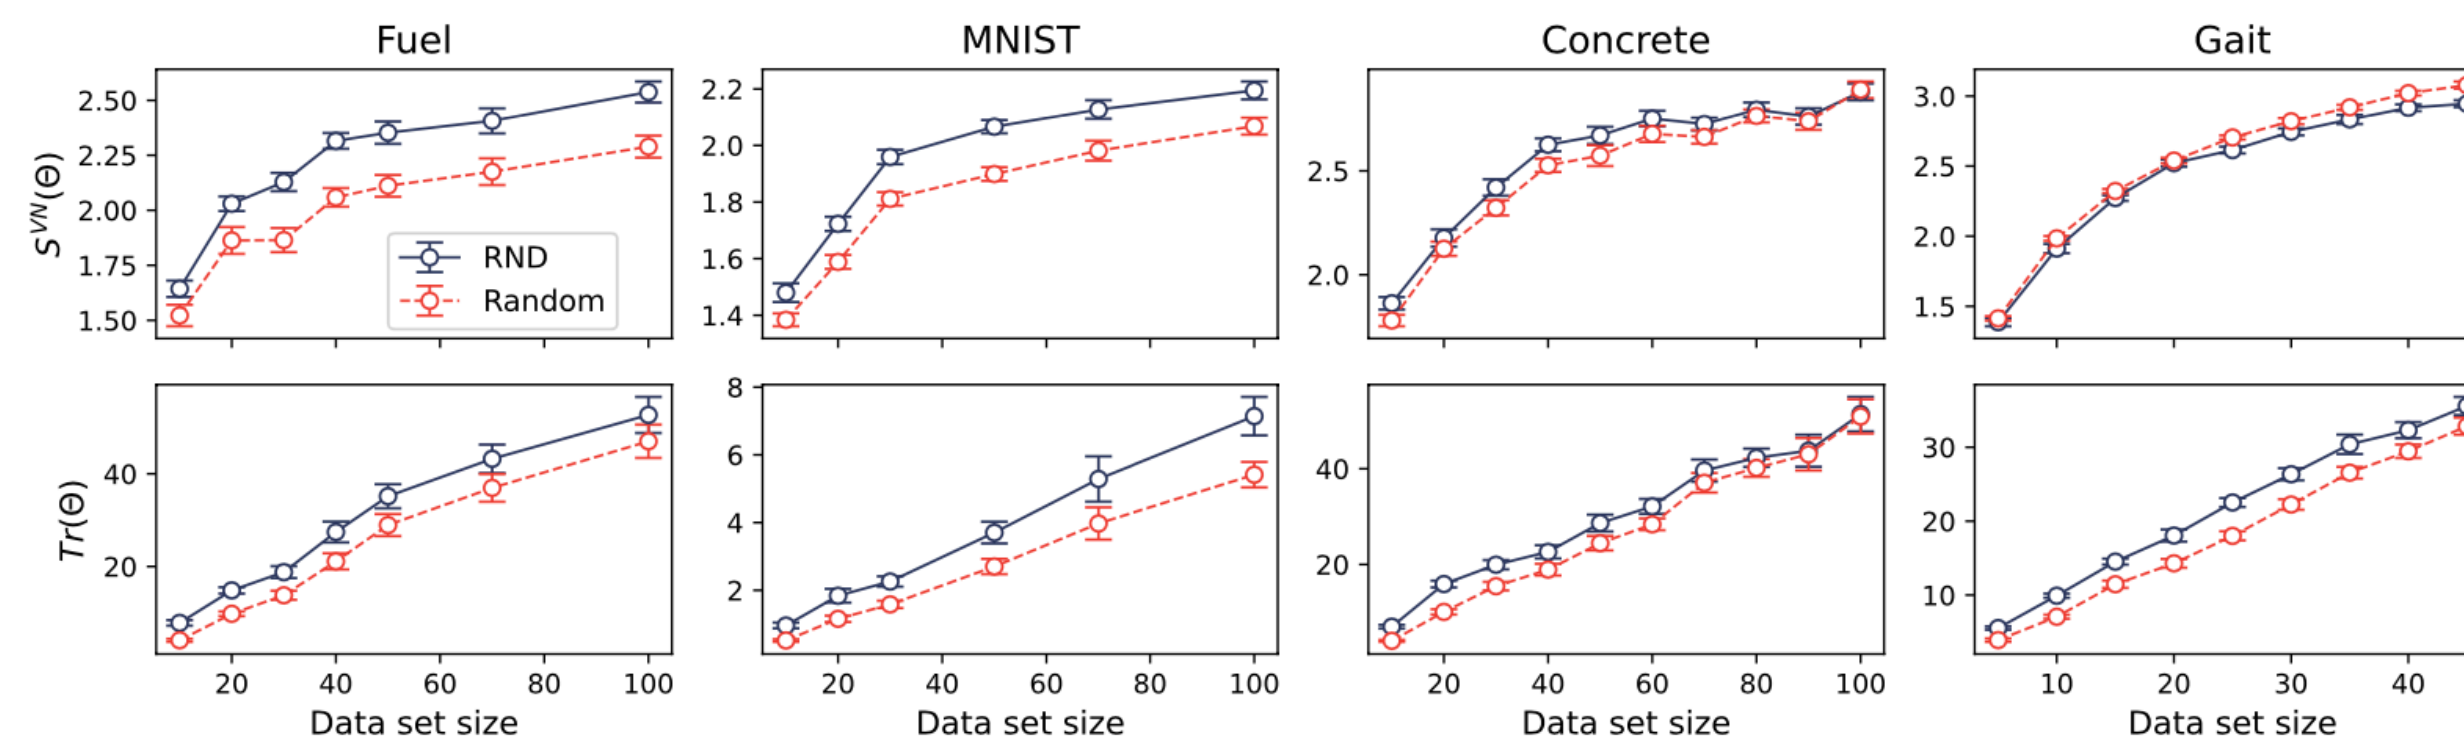 Fuel MNIST Concrete Gait
S^{VN}(Θ)
2.50
2.25
2.00
1.75
1.50
RND
Random
2.2
2.0
1.8
1.6
1.4
2.5
2.0
3.0
2.5
2.0
1.5
Tr(Θ)
40
20
8
6
4
2
40
20
30
20
10
20 40 60 80 100
20 40 60 80 100
20 40 60 80 100
10 20 30 40
Data set size Data set size Data set size Data set size